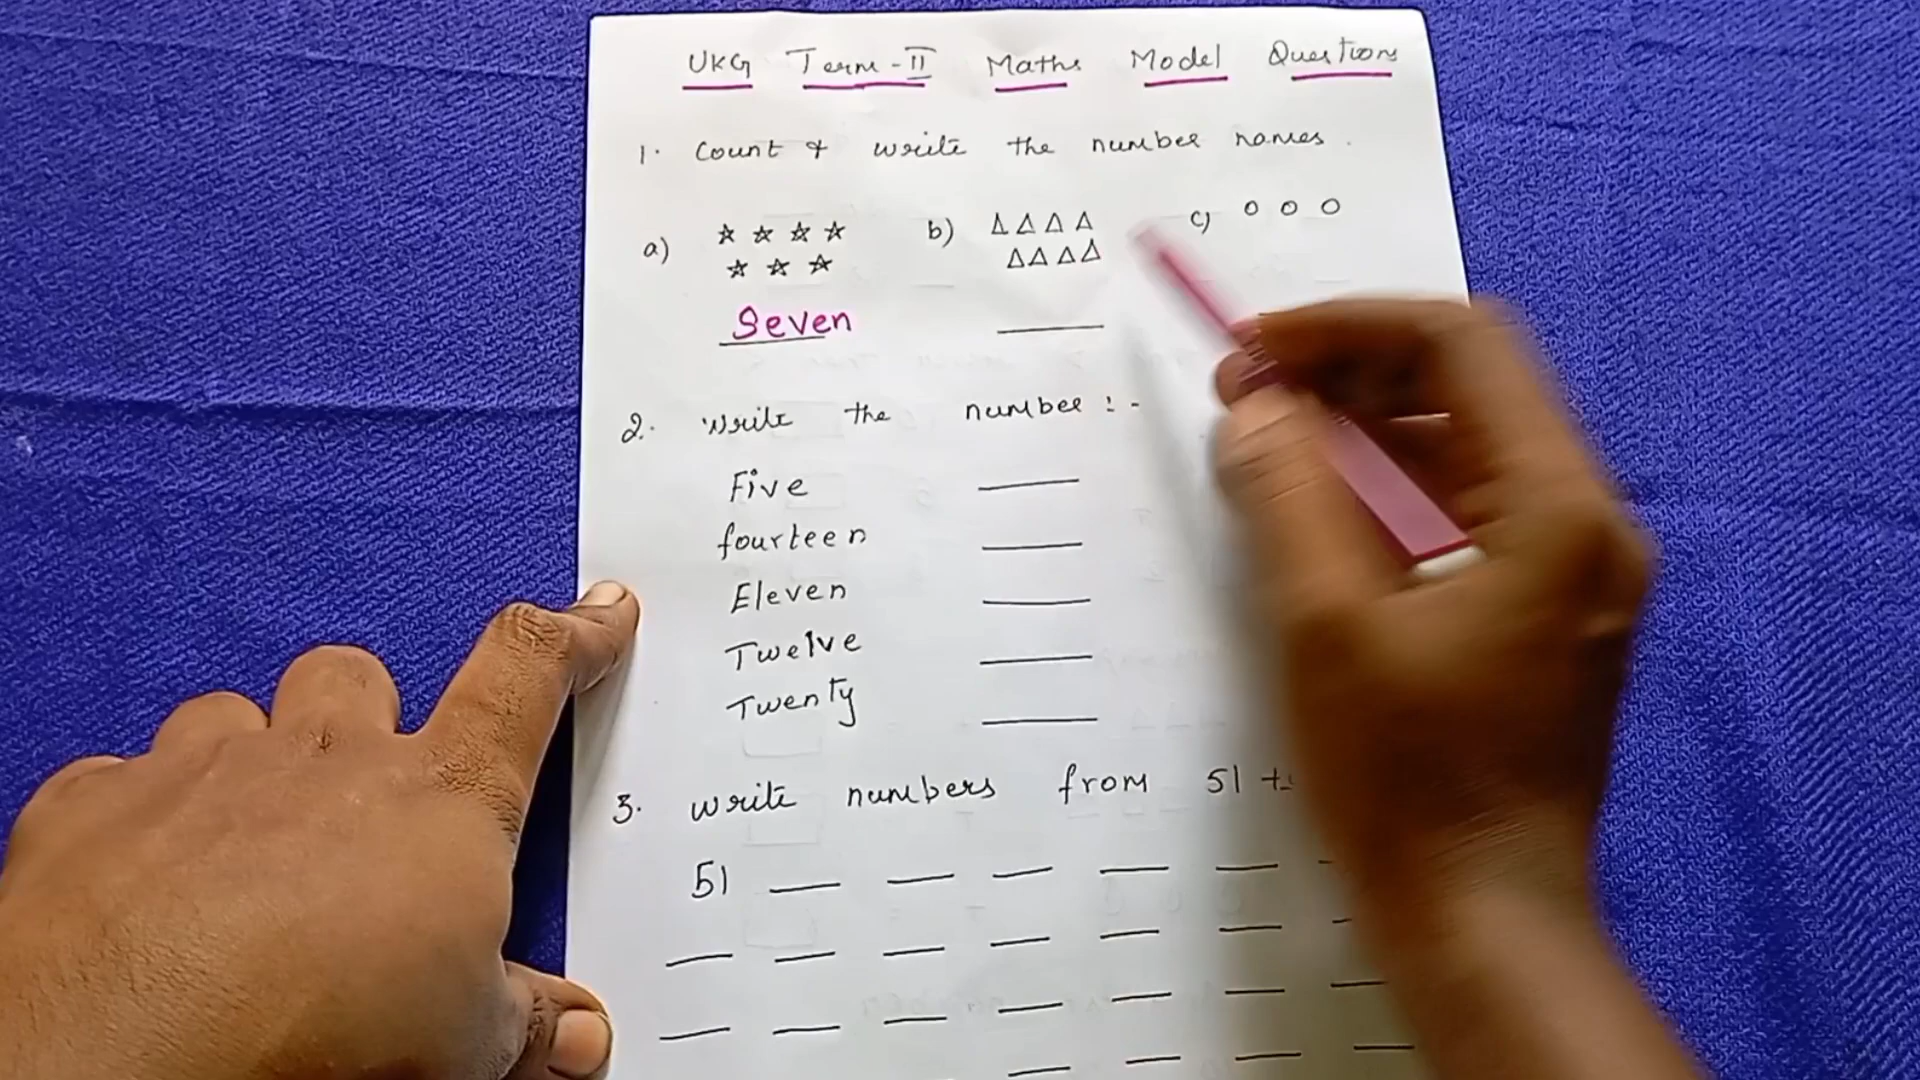 UKG Term-II Maths Model Questions
1. Count & write the number names.
a) b) c)
Seven
2. Write the number :-
Five
fourteen
Eleven
Twelve
Twenty
3. write numbers from 51
51